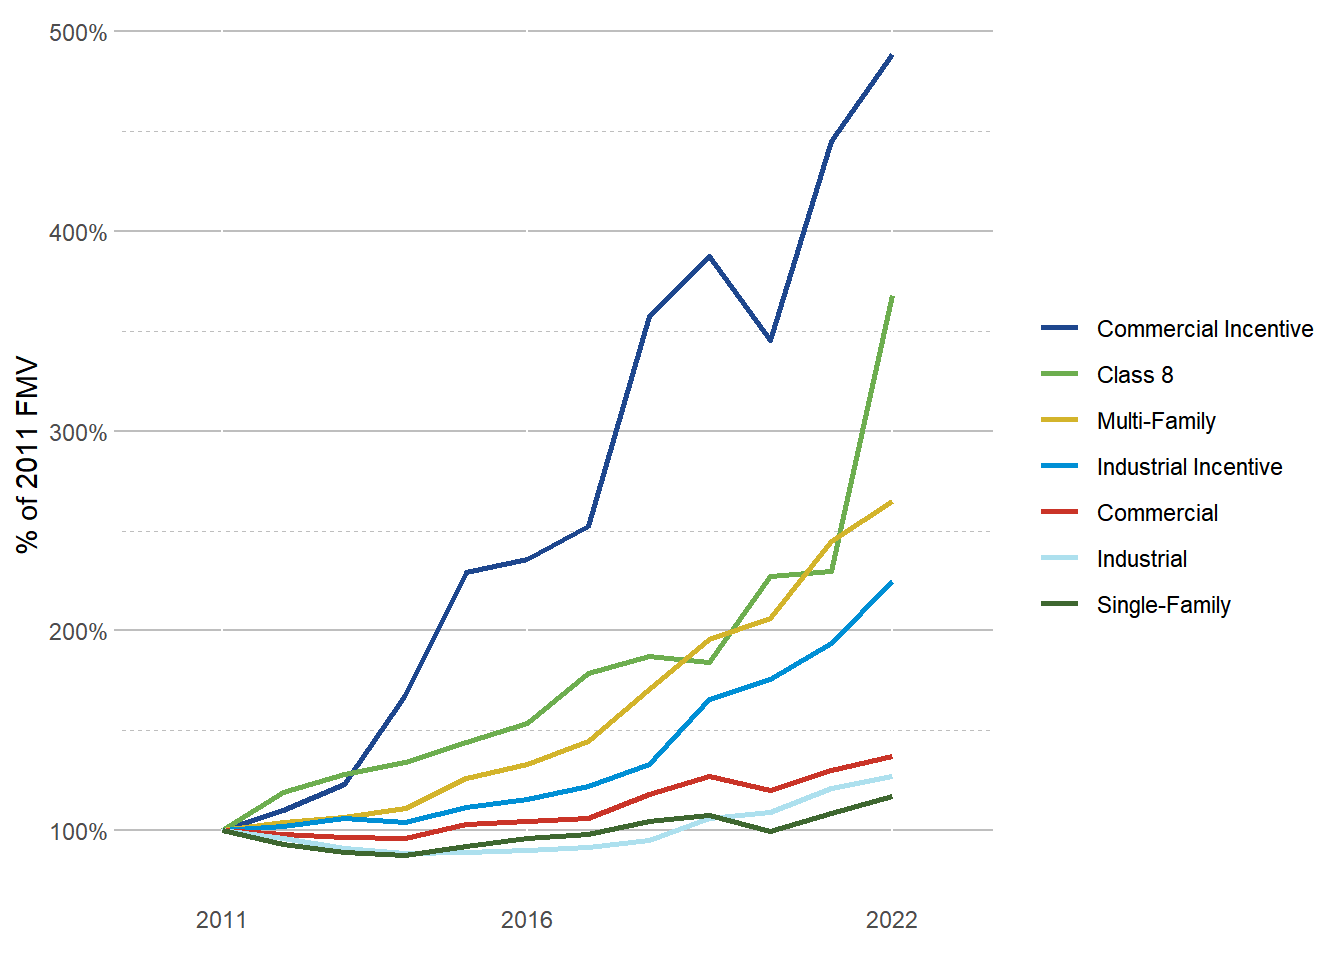 500%
400%
300%
200%
100%
% of 2011 FMV
2011
2016
2022
Commercial Incentive
Class 8
Multi-Family
Industrial Incentive
Commercial
Industrial
Single-Family